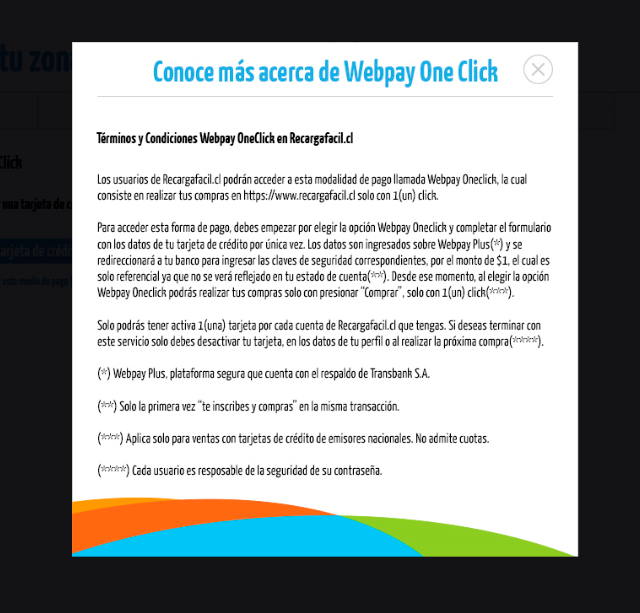 tu zon
Conoce más acerca de Webpay One Click
Click
Términos y Condiciones Webpay OneClick en Recargafacil.cl
Los usuarios de Recargafacil.cl podrán acceder a esta modalidad de pago llamada Webpay Oneclick, la cual
consiste en realizar tus compras en https://www.recargafacil.cl solo con 1(un) click.
una tarjeta de c
Para acceder esta forma de pago, debes empezar por elegir la opción Webpay Oneclick y completar el formulario
con los datos de tu tarjeta de crédito por única vez. Los datos son ingresados sobre Webpay Plus(*) y se
tarjeta de crédit
redireccionará a tu banco para ingresar las claves de seguridad correspondientes, por el monto de $1, el cual es
solo referencial ya que no se verá reflejado en tu estado de cuenta(**). Desde ese momento, al elegir la opción
este modo de pago
Webpay Oneclick podrás realizar tus compras solo con presionar "Comprar", solo con 1(un) click(***).
Solo podrás tener activa 1(una) tarjeta por cada cuenta de Recargafacil.cl que tengas. Si deseas terminar con
este servicio solo debes desactivar tu tarjeta, en los datos de tu perfil o al realizar la próxima compra(****).
(*) Webpay Plus, plataforma segura que cuenta con el respaldo de Transbank S.A.
(**) Solo la primera vez "te inscribes y compras" en la misma transacción.
(***) Aplica solo para ventas con tarjetas de crédito de emisores nacionales. No admite cuotas.
(****) Cada usuario es resposable de la seguridad de su contraseña.